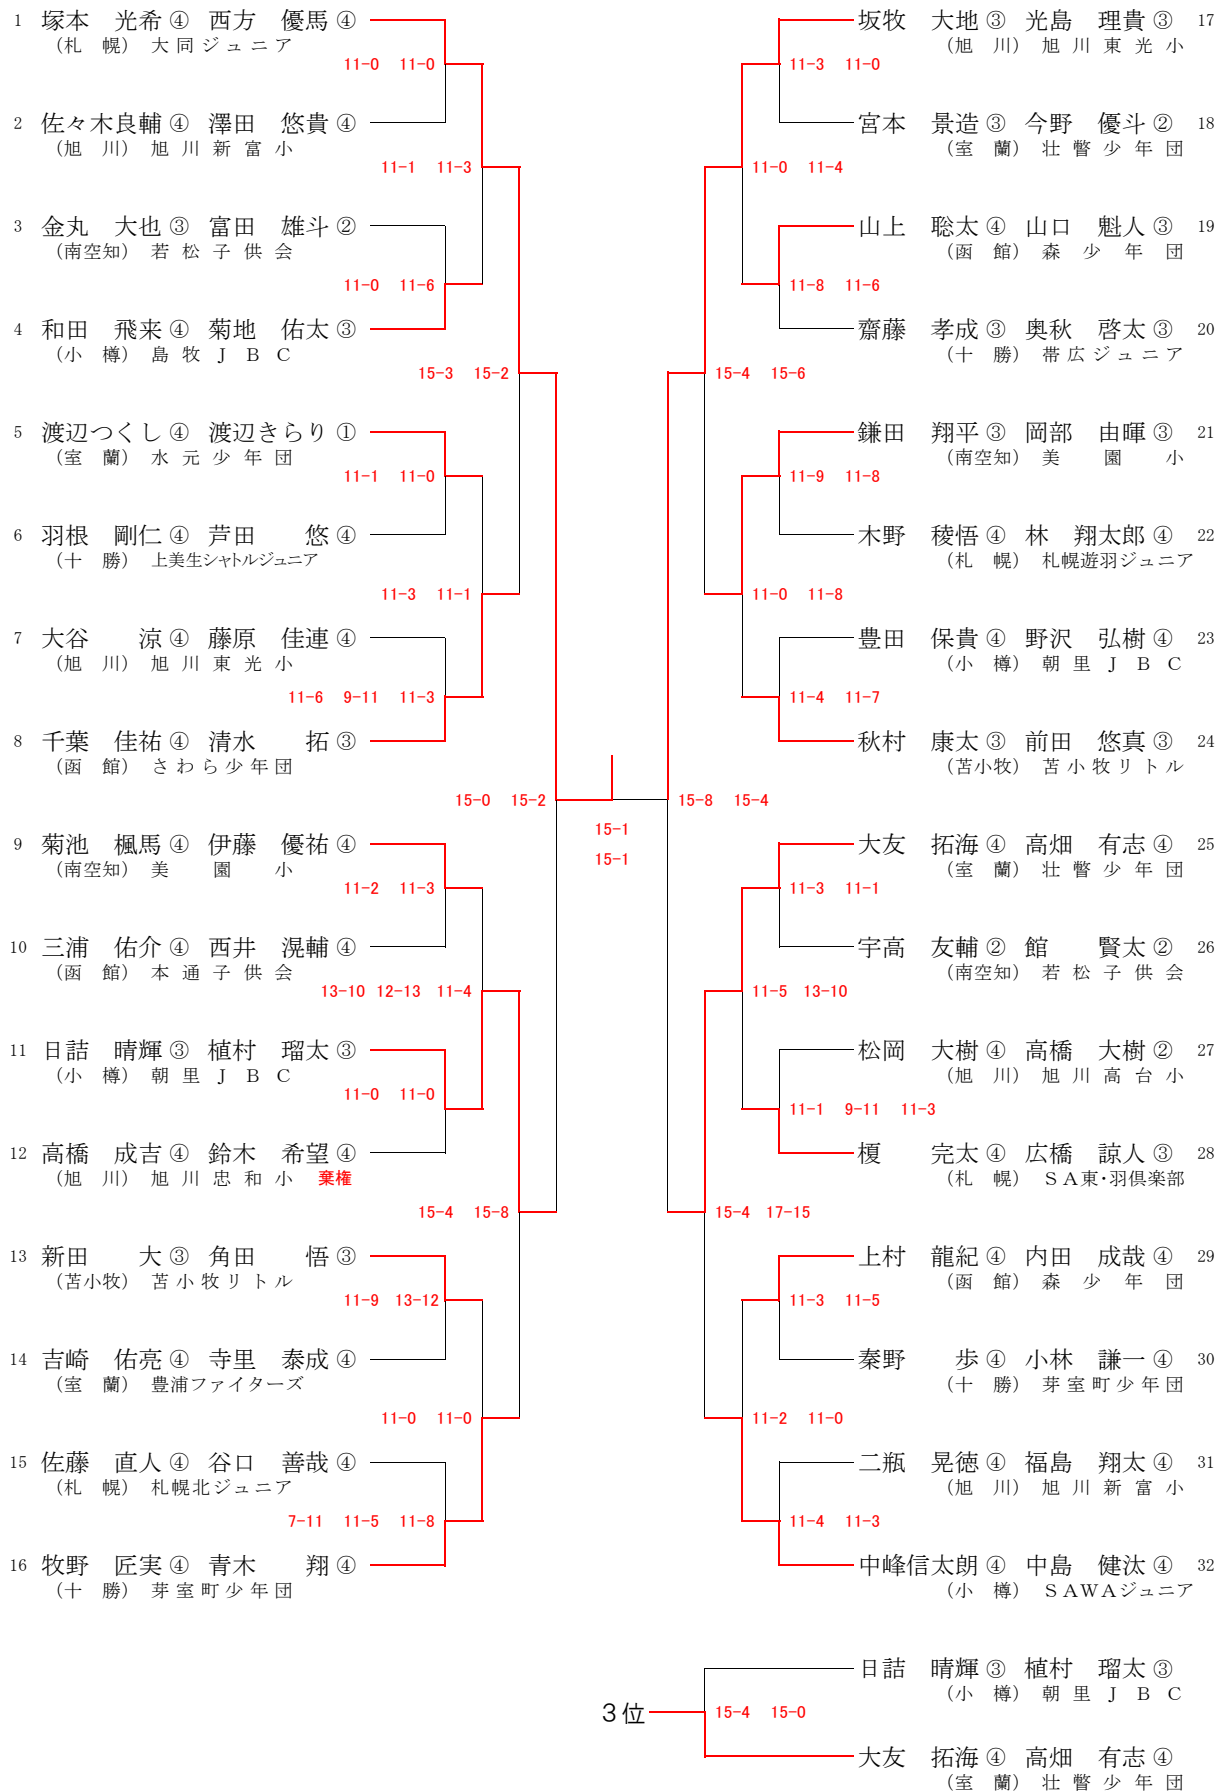 1 塚本 光希 ④ 西方 優馬 ④
(札 幌) 大同ジュニア
11-0 11-0
2 佐々木良輔 ④ 澤田 悠貴 ④
(旭 川) 旭川新富小
11-1 11-3
3 金丸 大也 ③ 富田 雄斗 ②
(南空知) 若松子供会
11-0 11-6
4 和田 飛来 ④ 菊地 佑太 ③
(小 樽) 島牧JBC
15-3 15-2
5 渡辺つくし ④ 渡辺きらり ①
(室 蘭) 水元少年団
11-1 11-0
6 羽根 剛仁 ④ 芦田 悠 ④
(十 勝) 上美生シャトルジュニア
11-3 11-1
7 大谷 涼 ④ 藤原 佳連 ④
(旭 川) 旭川東光小
11-6 9-11 11-3
8 千葉 佳祐 ④ 清水 拓 ③
(函 館) さわら少年団
15-0 15-2
9 菊池 楓馬 ④ 伊藤 優祐 ④
(南空知) 美園小
11-2 11-3
10 三浦 佑介 ④ 西井 滉輔 ④
(函 館) 本通子供会
13-10 12-13 11-4
11 日詰 晴輝 ③ 植村 瑠太 ③
(小 樽) 朝里JBC
11-0 11-0
12 高橋 成吉 ④ 鈴木 希望 ④
(旭 川) 旭川忠和小 棄権
15-4 15-8
13 新田 大 ③ 角田 悟 ③
(苫小牧) 苫小牧リトル
11-9 13-12
14 吉崎 佑亮 ④ 寺里 泰成 ④
(室 蘭) 豊浦ファイターズ
11-0 11-0
15 佐藤 直人 ④ 谷口 善哉 ④
(札 幌) 札幌北ジュニア
7-11 11-5 11-8
16 牧野 匠実 ④ 青木 翔 ④
(十 勝) 芽室町少年団
15-1
15-1
坂牧 大地 ③ 光島 理貴 ③ 17
(旭 川) 旭川東光小
11-3 11-0
宮本 景造 ③ 今野 優斗 ② 18
(室 蘭) 壮瞥少年団
11-0 11-4
山上 聡太 ④ 山口 魁人 ③ 19
(函 館) 森少年団
11-8 11-6
齋藤 孝成 ③ 奥秋 啓太 ③ 20
(十 勝) 帯広ジュニア
15-4 15-6
鎌田 翔平 ③ 岡部 由暉 ③ 21
(南空知) 美園小
11-9 11-8
木野 稜悟 ④ 林 翔太郎 ④ 22
(札 幌) 札幌遊羽ジュニア
11-0 11-8
豊田 保貴 ④ 野沢 弘樹 ④ 23
(小 樽) 朝里JBC
11-4 11-7
秋村 康太 ③ 前田 悠真 ③ 24
(苫小牧) 苫小牧リトル
15-8 15-4
大友 拓海 ④ 高畑 有志 ④ 25
(室 蘭) 壮瞥少年団
11-3 11-1
宇高 友輔 ② 館 賢太 ② 26
(南空知) 若松子供会
11-5 13-10
松岡 大樹 ④ 高橋 大樹 ② 27
(旭 川) 旭川高台小
11-1 9-11 11-3
榎 完太 ④ 広橋 諒人 ③ 28
(札 幌) SA東・羽倶楽部
15-4 17-15
上村 龍紀 ④ 内田 成哉 ④ 29
(函 館) 森少年団
11-3 11-5
秦野 歩 ④ 小林 謙一 ④ 30
(十 勝) 芽室町少年団
11-2 11-0
二瓶 晃徳 ④ 福島 翔太 ④ 31
(旭 川) 旭川新富小
11-4 11-3
中峰信太朗 ④ 中島 健汰 ④ 32
(小 樽) SAWAジュニア
日詰 晴輝 ③ 植村 瑠太 ③
(小 樽) 朝里JBC
3位 15-4 15-0
大友 拓海 ④ 高畑 有志 ④
(室 蘭) 壮瞥少年団